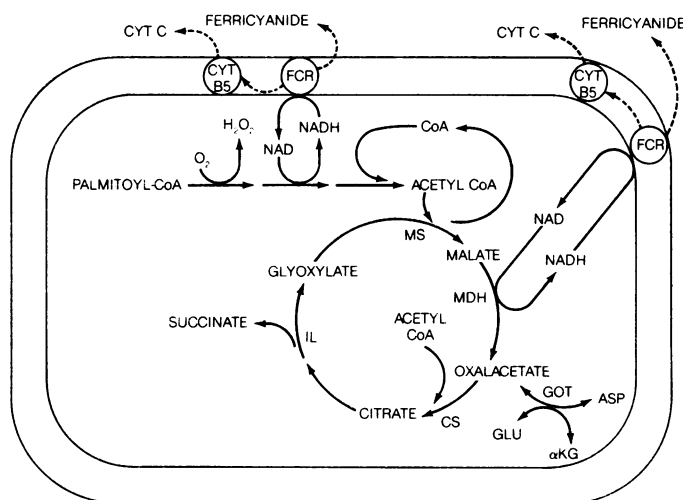 CYT C
FERRICYANIDE
CYT C
FERRICYANIDE
CYT
B5
FCR
CYT
B5
FCR
H2O2
O2
NAD
NADH
CoA
PALMITOYL-CoA
ACETYL CoA
MS
MALATE
NAD
NADH
GLYOXYLATE
MDH
SUCCINATE
IL
ACETYL
CoA
OXALACETATE
CITRATE
CS
GOT
ASP
GLU
αKG